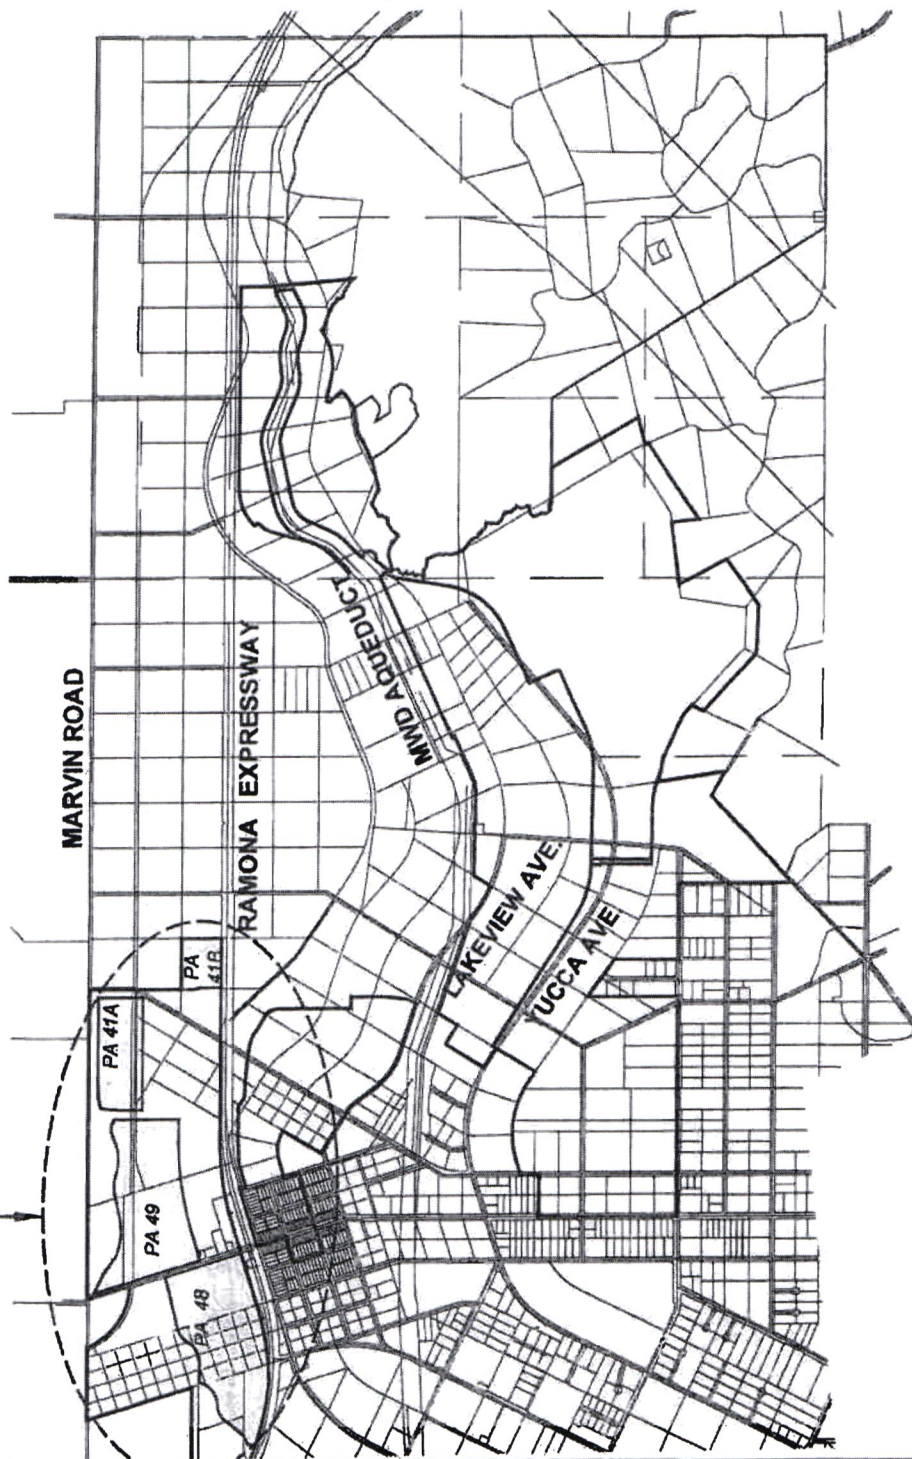 MARVIN ROAD
RAMONA EXPRESSWAY
MWD AQUEDUCT
LAKEVIEW AVE.
YUCCA AVE.
PA 41B
PA 41A
PA 49
PA 48